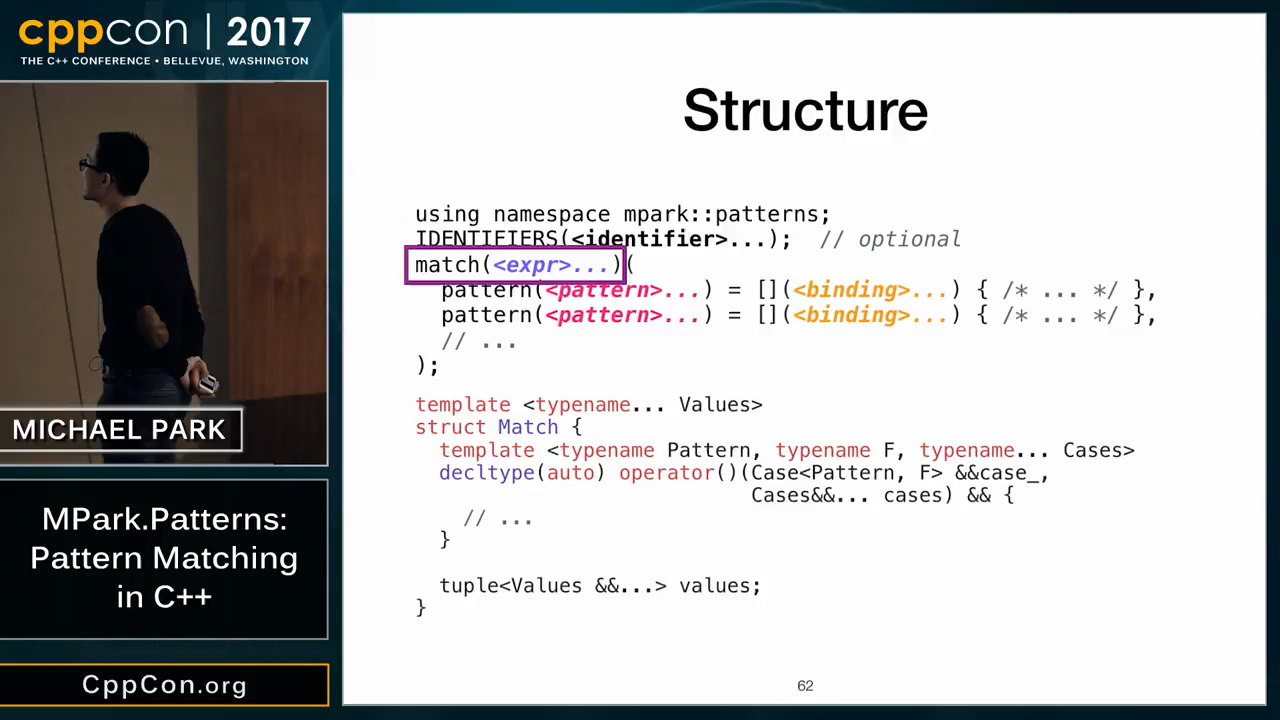 cppcon | 2017
THE C++ CONFERENCE • BELLEVUE, WASHINGTON
MICHAEL PARK
MPark.Patterns:
Pattern Matching
in C++
CppCon.org
Structure
using namespace mpark::patterns;
IDENTIFIERS(<identifier>...);  // optional
match(<expr>...)(
  pattern(<pattern>...) = [](<binding>...) { /* ... */ },
  pattern(<pattern>...) = [](<binding>...) { /* ... */ },
  // ...
);
template <typename... Values>
struct Match {
  template <typename Pattern, typename F, typename... Cases>
  decltype(auto) operator()(Case<Pattern, F> &&case_,
                            Cases&&... cases) && {
    // ...
  }
  tuple<Values &&...> values;
}
62